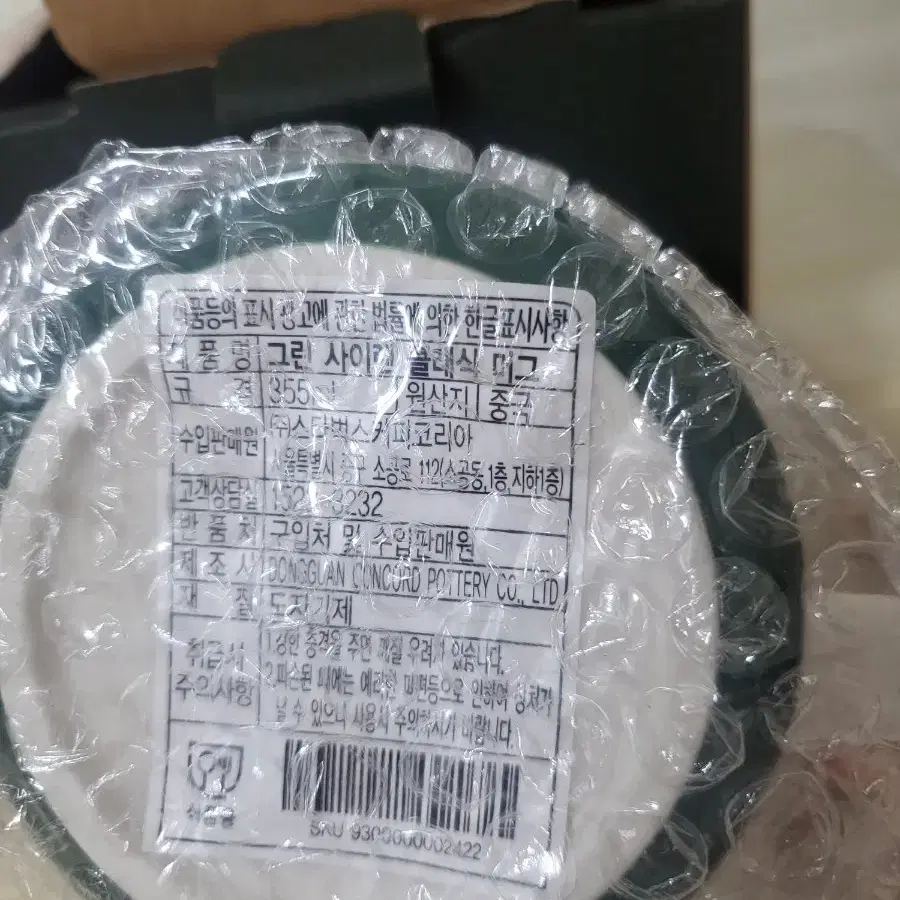 표시 광고에 관한 법률에 의한 한글표시사항
제 품 명 그린 사이렌 클래식 머그
규 격 355ml 원산지 중국
수입판매원 ㈜스타벅스커피코리아
서울특별시 중구 소공로 112(소공동,1층,지하1층)
고객상담실
반 품 처 구입처 및 수입판매원
제 조 사 DONGGUAN CONCORD POTTERY CO., LTD
재 질 도자기제
취급시 주의사항
1.강한 충격을 주면 깨질 우려가 있습니다.
2.파손된 때에는 예리한 파편등으로 인하여 상처가
날 수 있으니 사용시 주의하시기 바랍니다.
식품용
SKU 9300000002422